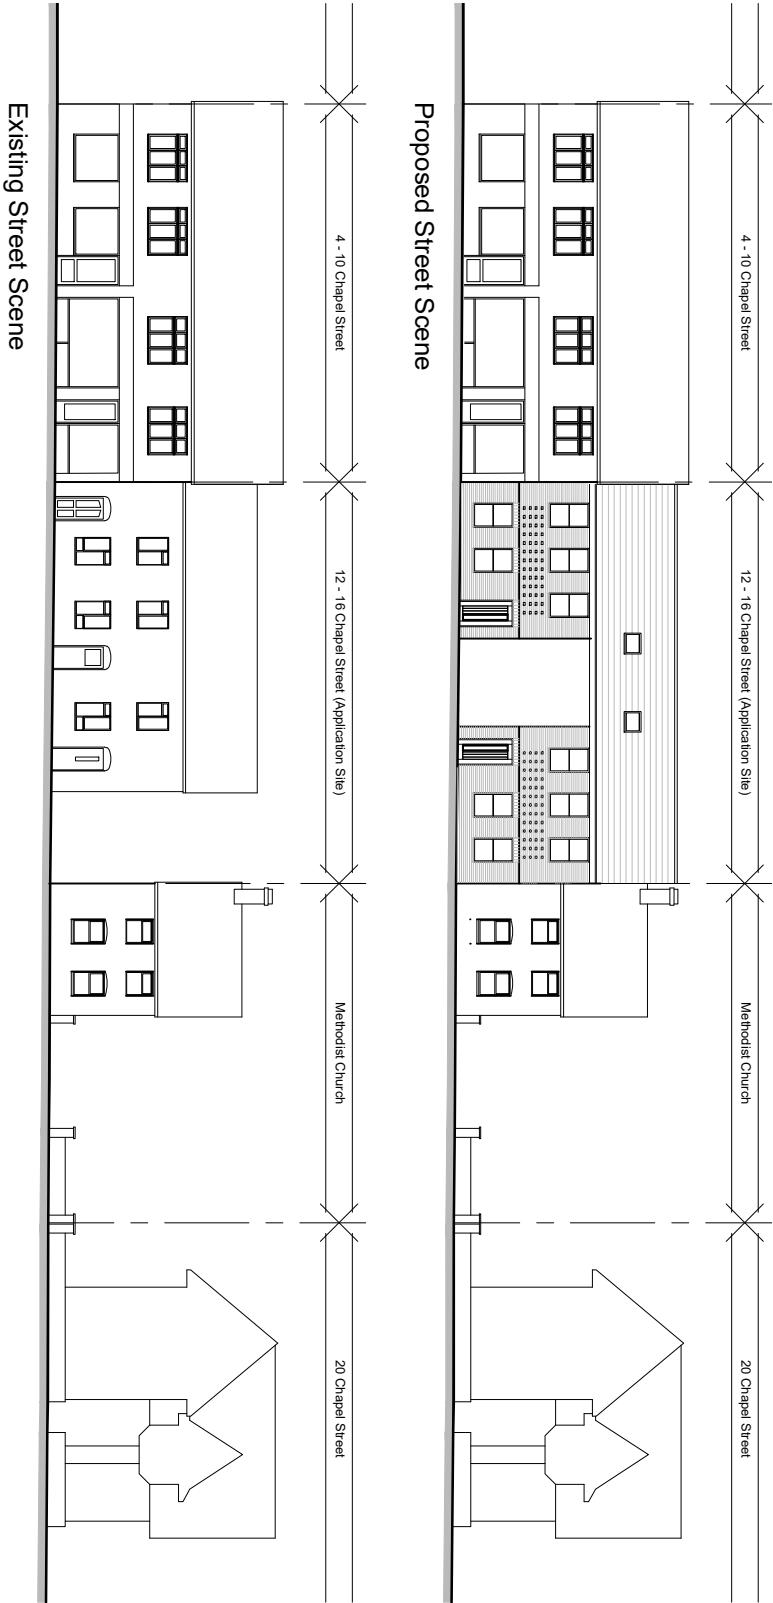 4 - 10 Chapel Street
12 - 16 Chapel Street (Application Site)
Methodist Church
20 Chapel Street
Proposed Street Scene
4 - 10 Chapel Street
12 - 16 Chapel Street (Application Site)
Methodist Church
20 Chapel Street
Existing Street Scene